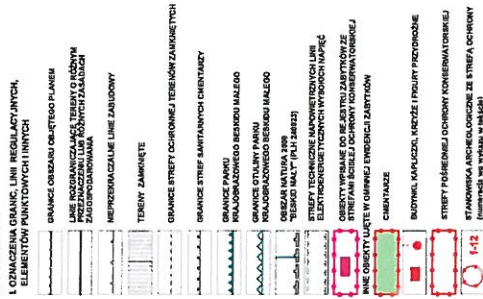 I. OZNACZENIA GRANIC, LINII REGULACYJNYCH,
ELEMENTÓW PUNKTOWYCH I INNYCH
GRANICE OBSZARU OBJĘTEGO PLANEM
LINIE ROZGRANICZAJĄCE TERENY O RÓŻNYM
PRZEZNACZENIU LUB RÓŻNYCH ZASADACH
ZAGOSPODAROWANIA
NIEPRZEKRACZALNE LINIE ZABUDOWY
TERENY ZAMKNIĘTE
GRANICE STREFY OCHRONNEJ TERENÓW ZAMKNIĘTYCH
GRANICE STREF SANITARNYCH CMENTARZY
GRANICE PARKU
KRAJOBRAZOWEGO BESKIDU MAŁEGO
GRANICE OTULINY PARKU
KRAJOBRAZOWEGO BESKIDU MAŁEGO
OBSZAR NATURA 2000
"BESKID MAŁY" (PLH 240023)
STREFY TECHNICZNE NAPOWIETRZNYCH LINII
ELEKTROENERGETYCZNYCH WYSOKICH NAPIĘĆ
OBIEKTY WPISANE DO REJESTRU ZABYTKÓW ZE
STREFAMI ŚCISŁEJ OCHRONY KONSERWATORSKIEJ
INNE OBIEKTY UJĘTE W GMINNEJ EWIDENCJI ZABYTKÓW
CMENTARZE
BUDYNKI, KAPLICZKI, KRZYŻE I FIGURY PRZYDROŻNE
STREFY POŚREDNIEJ OCHRONY KONSERWATORSKIEJ
1-12
STANOWISKA ARCHEOLOGICZNE ZE STREFĄ OCHRONY
(numeracja wg wykazu w tekście)